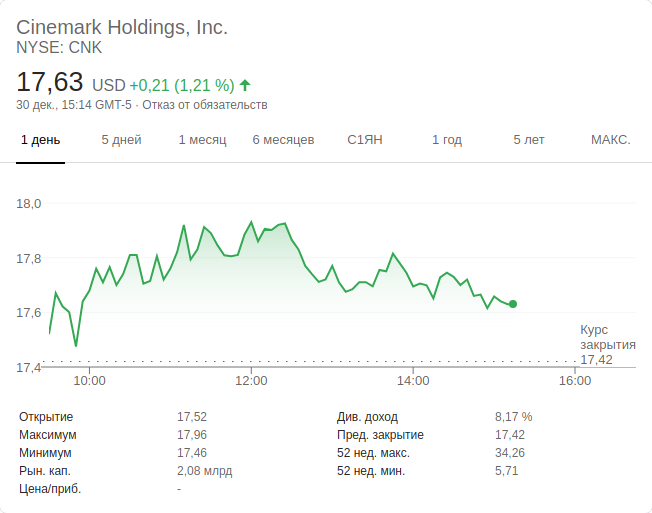 Cinemark Holdings, Inc.
NYSE: CNK
17,63 USD +0,21 (1,21 %)
30 дек., 15:14 GMT-5 · Отказ от обязательств
1 день 5 дней 1 месяц 6 месяцев С1ЯН 1 год 5 лет МАКС.
18,0
17,8
17,6
17,4
Курс
закрытия
17,42
10:00 12:00 14:00 16:00
Открытие 17,52 Див. доход 8,17 %
Максимум 17,96 Пред. закрытие 17,42
Минимум 17,46 52 нед. макс. 34,26
Рын. кап. 2,08 млрд 52 нед. мин. 5,71
Цена/приб. -